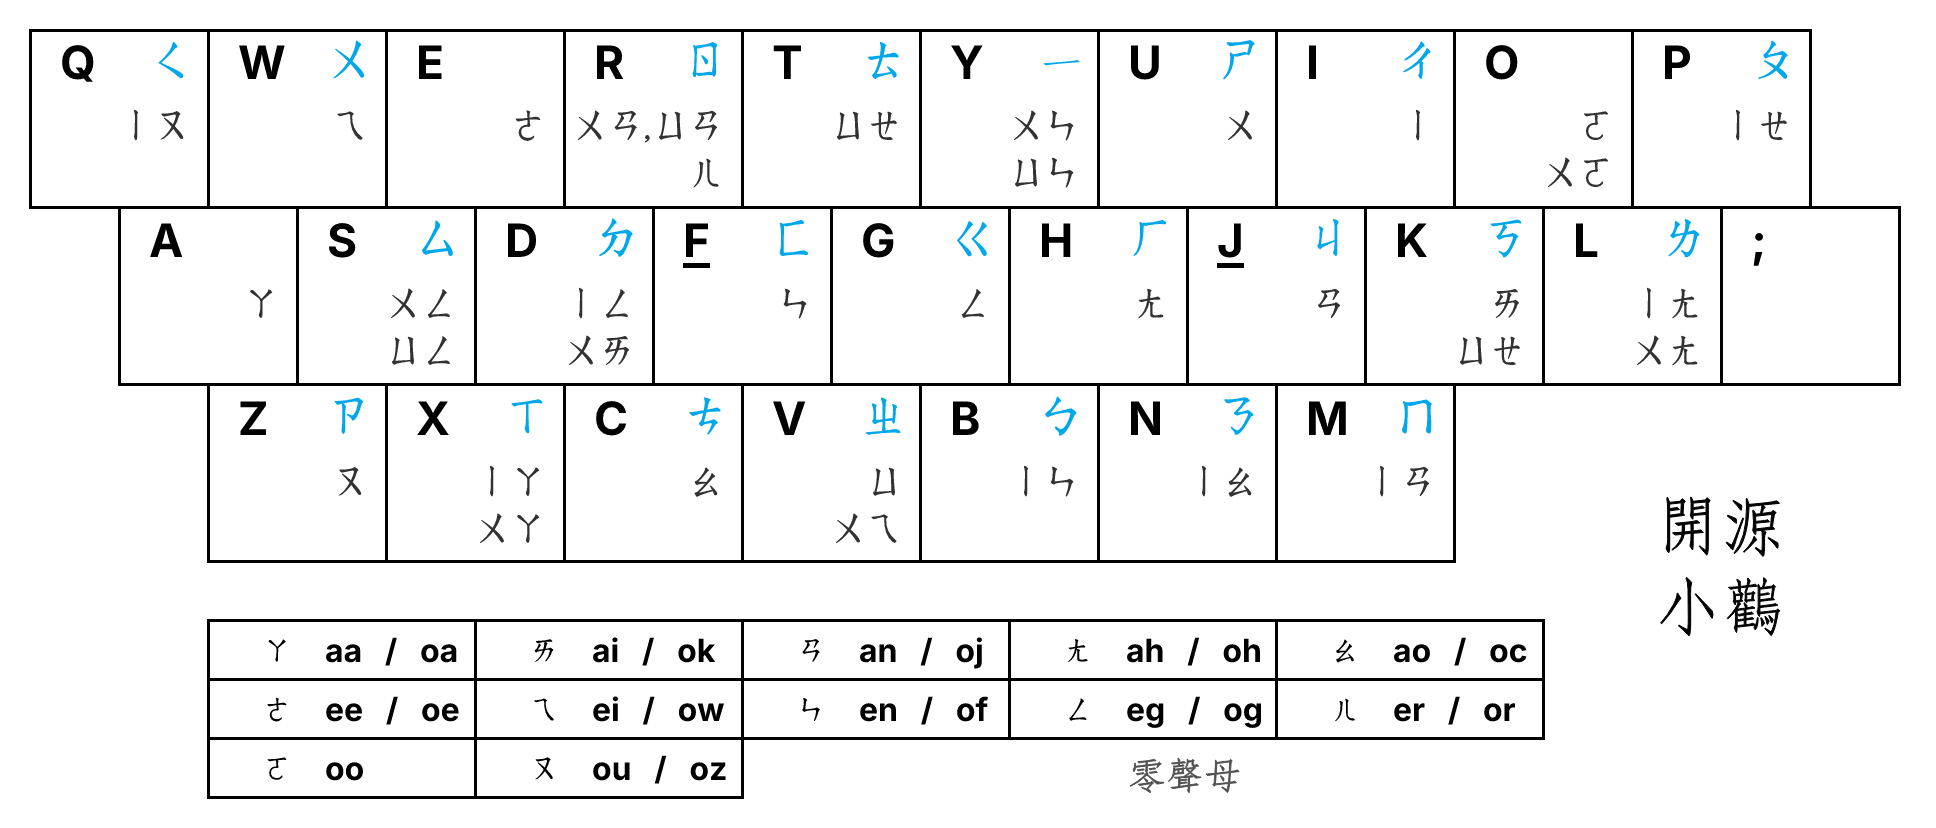 Q ㄑ W ㄨ E R ㄖ T ㄊ Y ㄧ U ㄕ I ㄔ O P ㄆ
ㄧㄡ ㄟ ㄜ ㄨㄢ,ㄩㄢ ㄩㄝ ㄨㄣ ㄨ ㄧ ㄛ ㄧㄝ
ㄦ ㄩㄣ ㄨㄛ
A S ㄙ D ㄉ F ㄈ G ㄍ H ㄏ J ㄐ K ㄎ L ㄌ ;
ㄚ ㄨㄥ ㄧㄥ ㄣ ㄥ ㄤ ㄢ ㄞ ㄧㄤ
ㄩㄥ ㄨㄞ ㄩㄝ ㄨㄤ
Z ㄗ X ㄒ C ㄘ V ㄓ B ㄅ N ㄋ M ㄇ
ㄡ ㄧㄚ ㄠ ㄩ ㄧㄣ ㄧㄠ ㄧㄢ
ㄨㄚ ㄨㄟ
開源
小鸛
ㄚ aa / oa ㄞ ai / ok ㄢ an / oj ㄤ ah / oh ㄠ ao / oc
ㄜ ee / oe ㄟ ei / ow ㄣ en / of ㄥ eg / og ㄦ er / or
ㄛ oo ㄡ ou / oz
零聲母